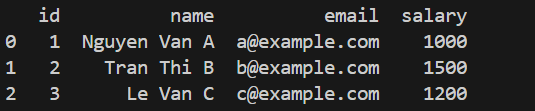 id name email salary
0 1 Nguyen Van A a@example.com 1000
1 2 Tran Thi B b@example.com 1500
2 3 Le Van C c@example.com 1200